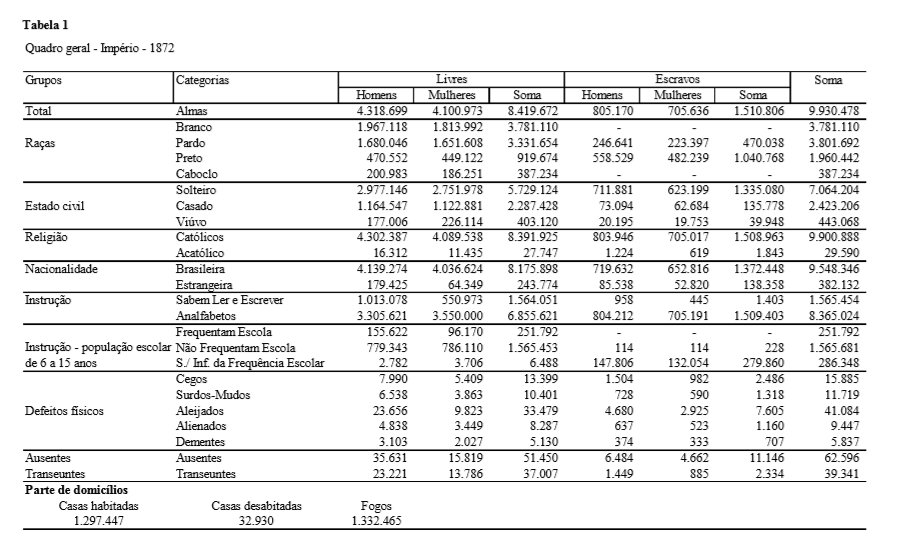 Tabela 1
Quadro geral - Império - 1872
Grupos Categorias Livres Escravos Soma
Homens Mulheres Soma Homens Mulheres Soma
Total Almas 4.318.699 4.100.973 8.419.672 805.170 705.636 1.510.806 9.930.478
Branco 1.967.118 1.813.992 3.781.110 - - - 3.781.110
Raças Pardo 1.680.046 1.651.608 3.331.654 246.641 223.397 470.038 3.801.692
Preto 470.552 449.122 919.674 558.529 482.239 1.040.768 1.960.442
Caboclo 200.983 186.251 387.234 - - - 387.234
Solteiro 2.977.146 2.751.978 5.729.124 711.881 623.199 1.335.080 7.064.204
Estado civil Casado 1.164.547 1.122.881 2.287.428 73.094 62.684 135.778 2.423.206
Viúvo 177.006 226.114 403.120 20.195 19.753 39.948 443.068
Religião Católicos 4.302.387 4.089.538 8.391.925 803.946 705.017 1.508.963 9.900.888
Acatólico 16.312 11.435 27.747 1.224 619 1.843 29.590
Nacionalidade Brasileira 4.139.274 4.036.624 8.175.898 719.632 652.816 1.372.448 9.548.346
Estrangeira 179.425 64.349 243.774 85.538 52.820 138.358 382.132
Instrução Sabem Ler e Escrever 1.013.078 550.973 1.564.051 958 445 1.403 1.565.454
Analfabetos 3.305.621 3.550.000 6.855.621 804.212 705.191 1.509.403 8.365.024
Frequentam Escola 155.622 96.170 251.792 - - - 251.792
Instrução - população escolar Não Frequentam Escola 779.343 786.110 1.565.453 114 114 228 1.565.681
de 6 a 15 anos S./ Inf. da Frequência Escolar 2.782 3.706 6.488 147.806 132.054 279.860 286.348
Cegos 7.990 5.409 13.399 1.504 982 2.486 15.885
Surdos-Mudos 6.538 3.863 10.401 728 590 1.318 11.719
Defeitos físicos Aleijados 23.656 9.823 33.479 4.680 2.925 7.605 41.084
Alienados 4.838 3.449 8.287 637 523 1.160 9.447
Dementes 3.103 2.027 5.130 374 333 707 5.837
Ausentes Ausentes 35.631 15.819 51.450 6.484 4.662 11.146 62.596
Transeuntes Transeuntes 23.221 13.786 37.007 1.449 885 2.334 39.341
Parte de domicílios
Casas habitadas Casas desabitadas Fogos
1.297.447 32.930 1.332.465